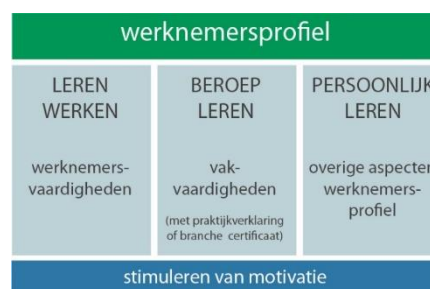 werknemersprofiel
LEREN
WERKEN
werknemers-
vaardigheden
BEROEP
LEREN
vak-
vaardigheden
(met praktijkverklaring
of branche certificaat)
PERSOONLIJK
LEREN
overige aspecten
werknemers-
profiel
stimuleren van motivatie